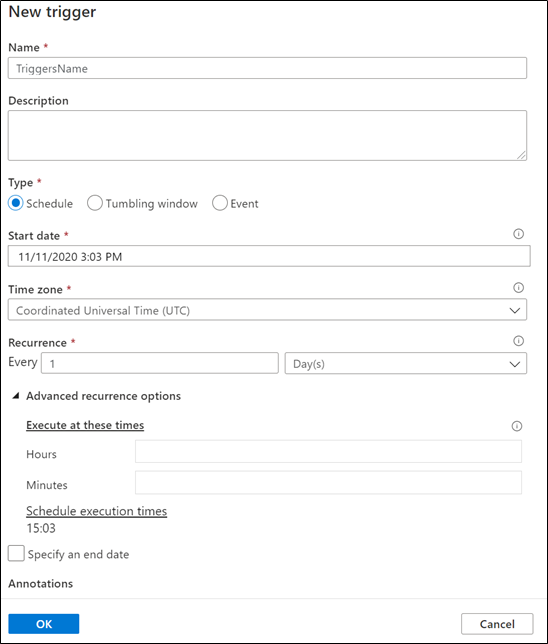 New trigger
Name *
TriggersName
Description
Type *
Schedule Tumbling window Event
Start date *
11/11/2020 3:03 PM
Time zone *
Coordinated Universal Time (UTC)
Recurrence *
Every 1 Day(s)
Advanced recurrence options
Execute at these times
Hours
Minutes
Schedule execution times
15:03
Specify an end date
Annotations
OK Cancel